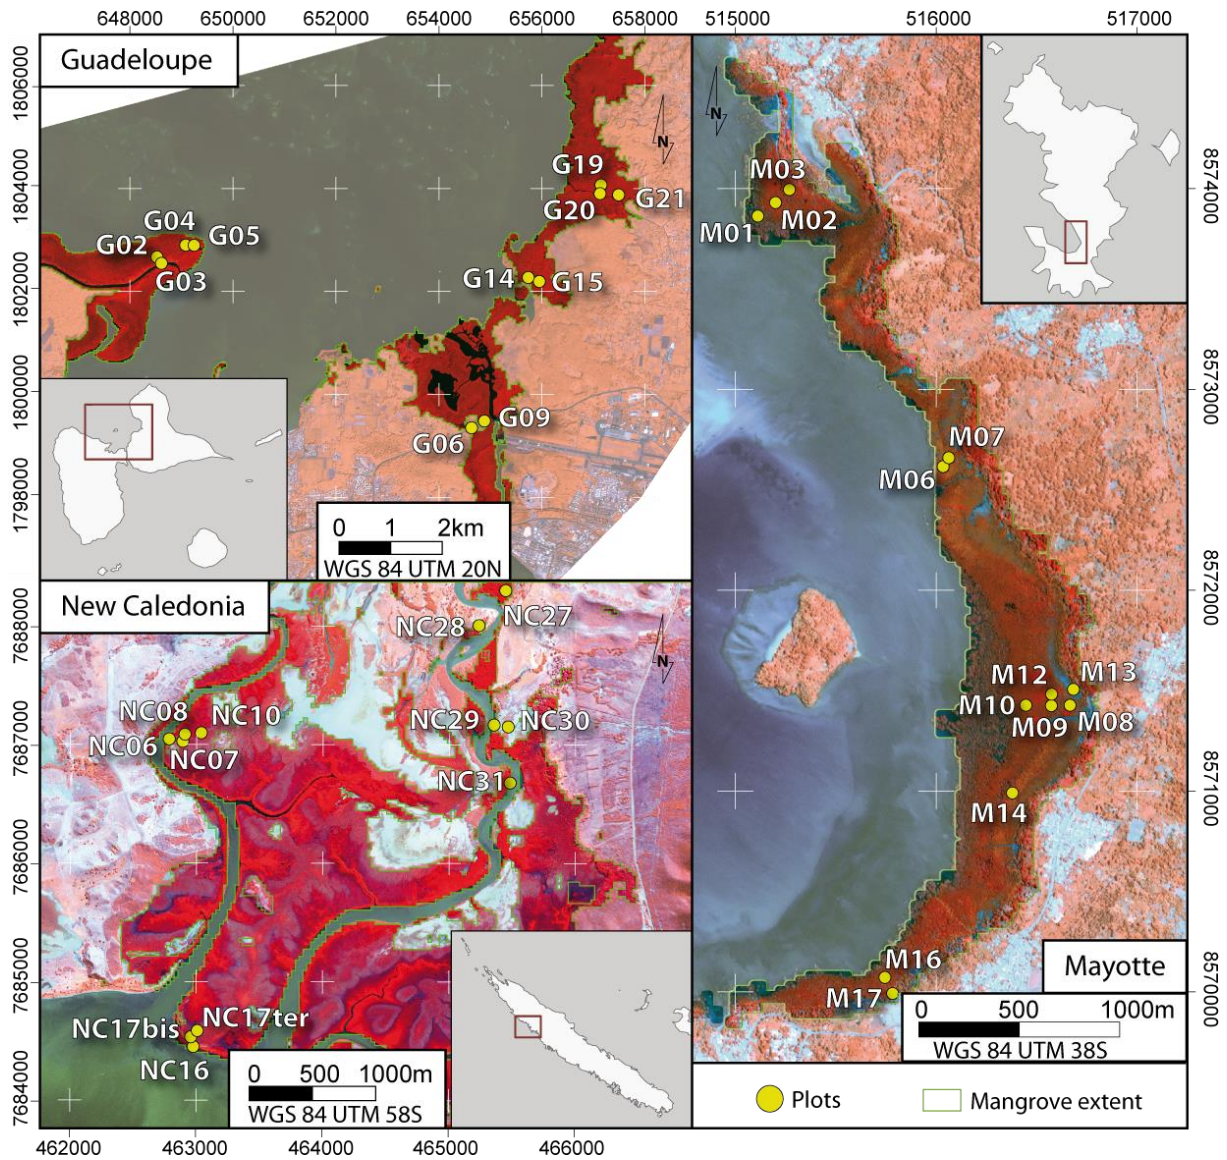 648000 650000 652000 654000 656000 658000
515000 516000 517000
Guadeloupe
1806000
1804000
1802000
1800000
1798000
N
G19
G20
G21
G04
G02
G05
G03
G14
G15
G09
G06
0 1 2km
WGS 84 UTM 20N
New Caledonia
7688000
7687000
7686000
7685000
7684000
N
NC27
NC28
NC08
NC10
NC29
NC30
NC06
NC07
NC31
NC17bis
NC17ter
NC16
0 500 1000m
WGS 84 UTM 58S
462000 463000 464000 465000 466000
N
M03
M01
M02
M07
M06
M12
M13
M10
M09
M08
M14
M16
M17
8574000
8573000
8572000
8571000
8570000
Mayotte
0 500 1000m
WGS 84 UTM 38S
Plots
Mangrove extent
515000 516000 517000